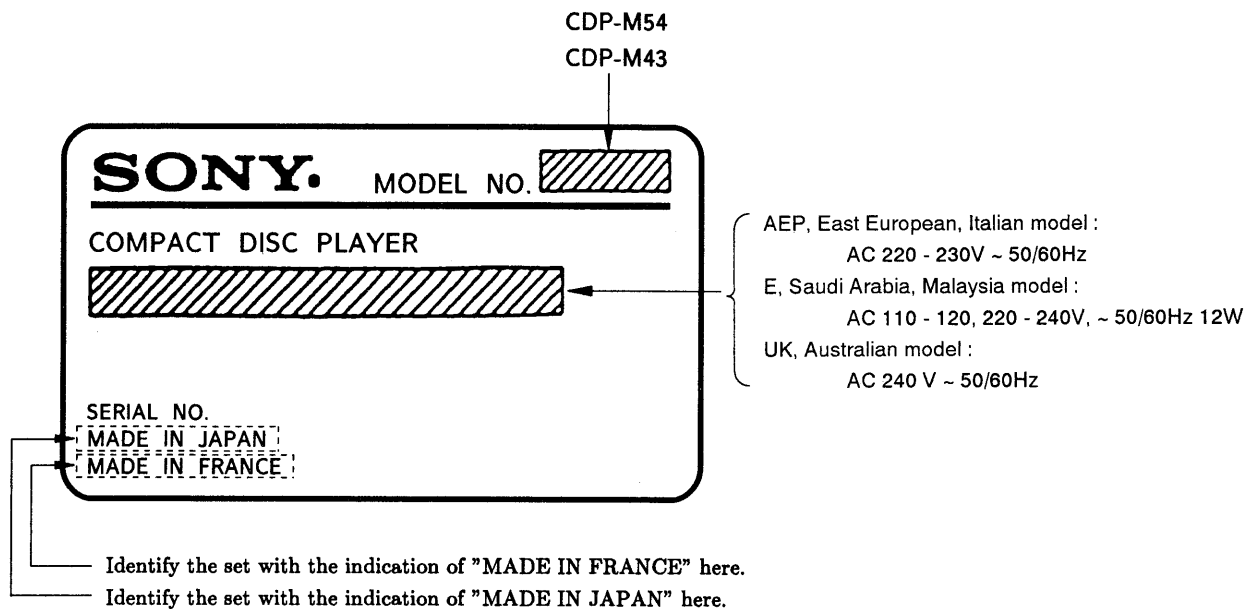 CDP-M54
CDP-M43
SONY. MODEL NO.
COMPACT DISC PLAYER
AEP, East European, Italian model :
AC 220 - 230V ~ 50/60Hz
E, Saudi Arabia, Malaysia model :
AC 110 - 120, 220 - 240V, ~ 50/60Hz 12W
UK, Australian model :
AC 240 V ~ 50/60Hz
SERIAL NO.
MADE IN JAPAN
MADE IN FRANCE
Identify the set with the indication of "MADE IN FRANCE" here.
Identify the set with the indication of "MADE IN JAPAN" here.